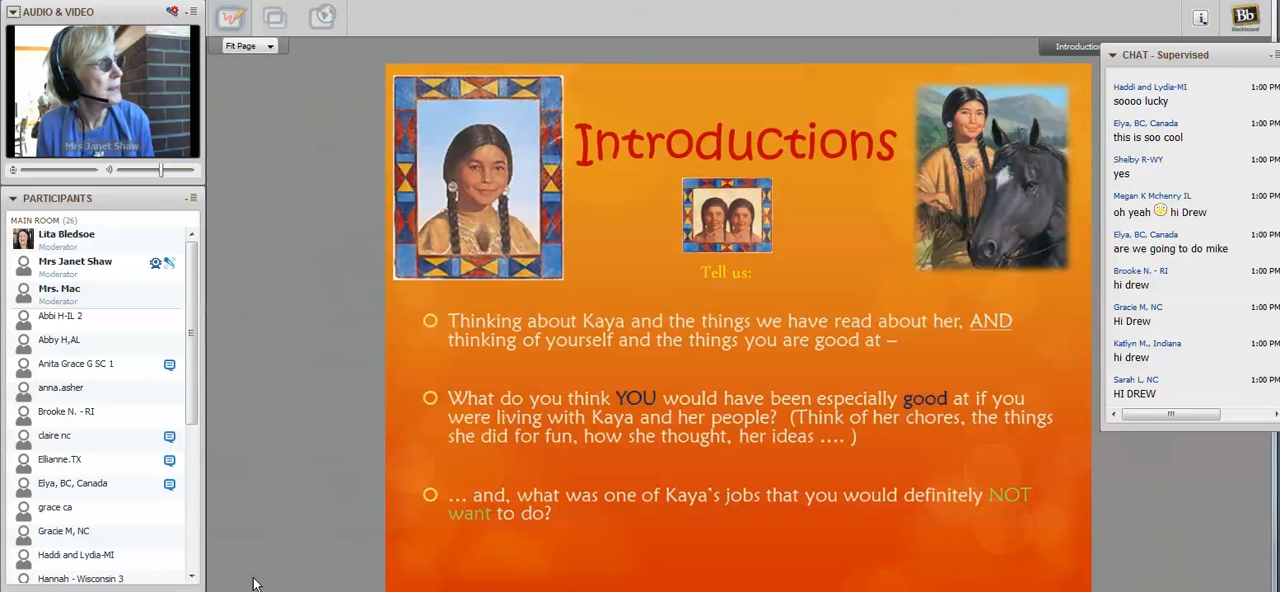 AUDIO & VIDEO
Mrs Janet Shaw
PARTICIPANTS
MAIN ROOM (26)
Lita Bledsoe
Moderator
Mrs Janet Shaw
Moderator
Mrs. Mac
Moderator
Abbi H-IL 2
Abby H,AL
Anita Grace G SC 1
anna.asher
Brooke N. - RI
claire nc
Ellianne.TX
Elya, BC, Canada
grace ca
Gracie M, NC
Haddi and Lydia-MI
Hannah - Wisconsin 3
Fit Page
Introductions
Tell us:
Thinking about Kaya and the things we have read about her, AND
thinking of yourself and the things you are good at –
What do you think YOU would have been especially good at if you
were living with Kaya and her people? (Think of her chores, the things
she did for fun, how she thought, her ideas .... )
... and, what was one of Kaya's jobs that you would definitely NOT
want to do?
Introduction
i
Bb
Blackboard
CHAT - Supervised
Haddi and Lydia-MI 1:00 PM
soooo lucky
Elya, BC, Canada 1:00 PM
this is soo cool
Shelby R-WY 1:00 PM
yes
Megan K Mchenry IL 1:00 PM
oh yeah hi Drew
Elya, BC, Canada 1:00 PM
are we going to do mike
Brooke N. - RI 1:00 PM
hi drew
Gracie M, NC 1:00 PM
Hi Drew
Katlyn M., Indiana 1:00 PM
hi drew
Sarah L, NC 1:00 PM
HI DREW